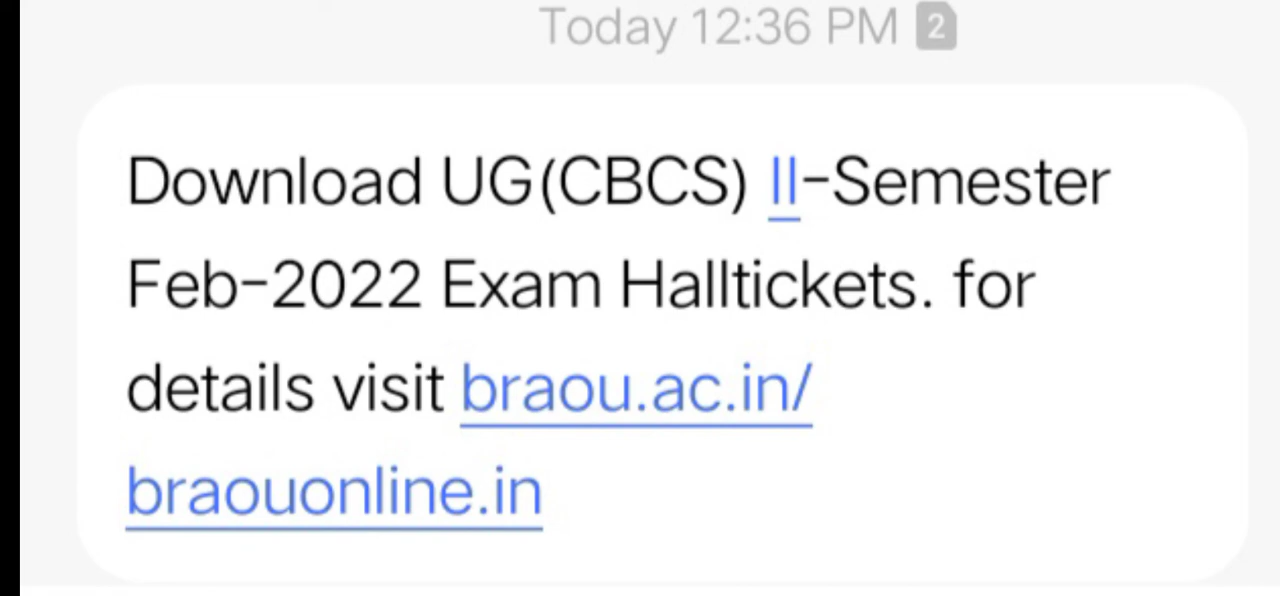 Today 12:36 PM 2
Download UG(CBCS) II-Semester
Feb-2022 Exam Halltickets. for
details visit braou.ac.in/
braouonline.in